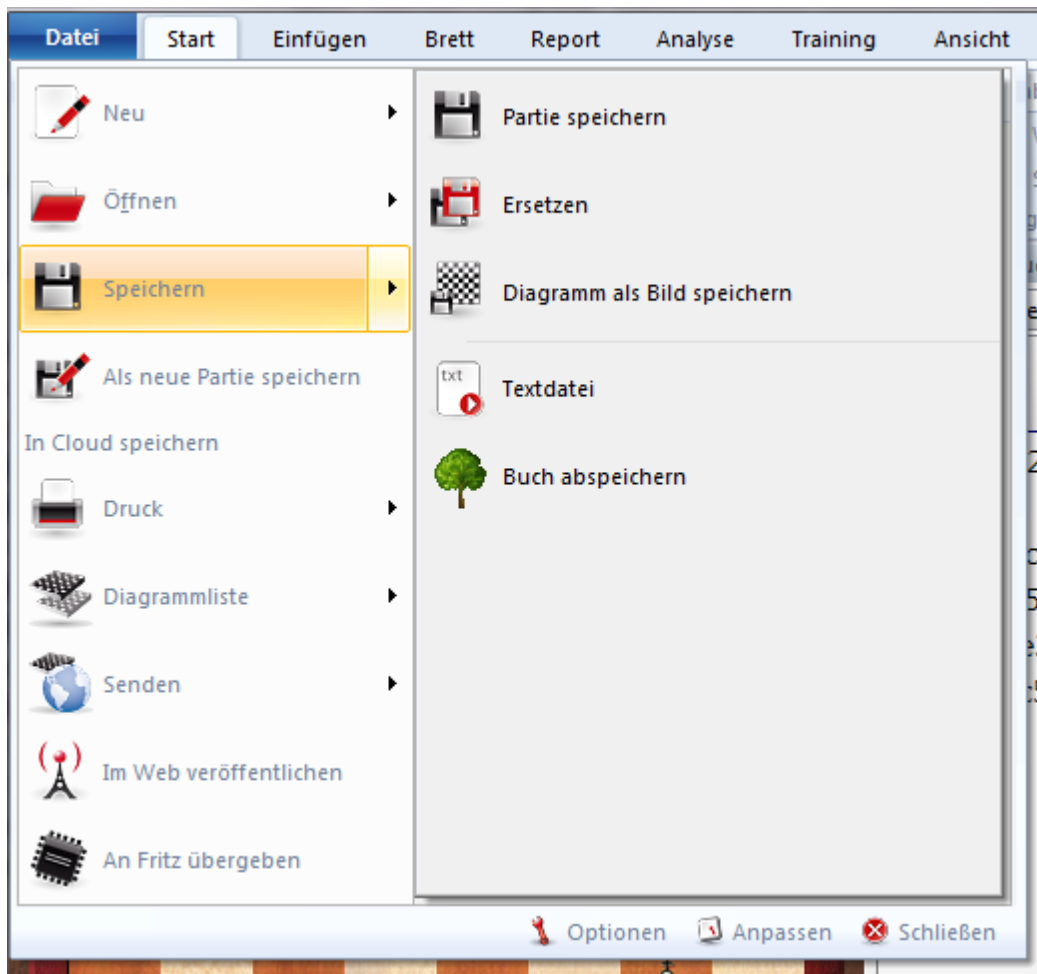 Datei Start Einfügen Brett Report Analyse Training Ansicht
Neu
Öffnen
Speichern
Als neue Partie speichern
In Cloud speichern
Druck
Diagrammliste
Senden
Im Web veröffentlichen
An Fritz übergeben
Partie speichern
Ersetzen
Diagramm als Bild speichern
txt
Textdatei
Buch abspeichern
Optionen Anpassen Schließen